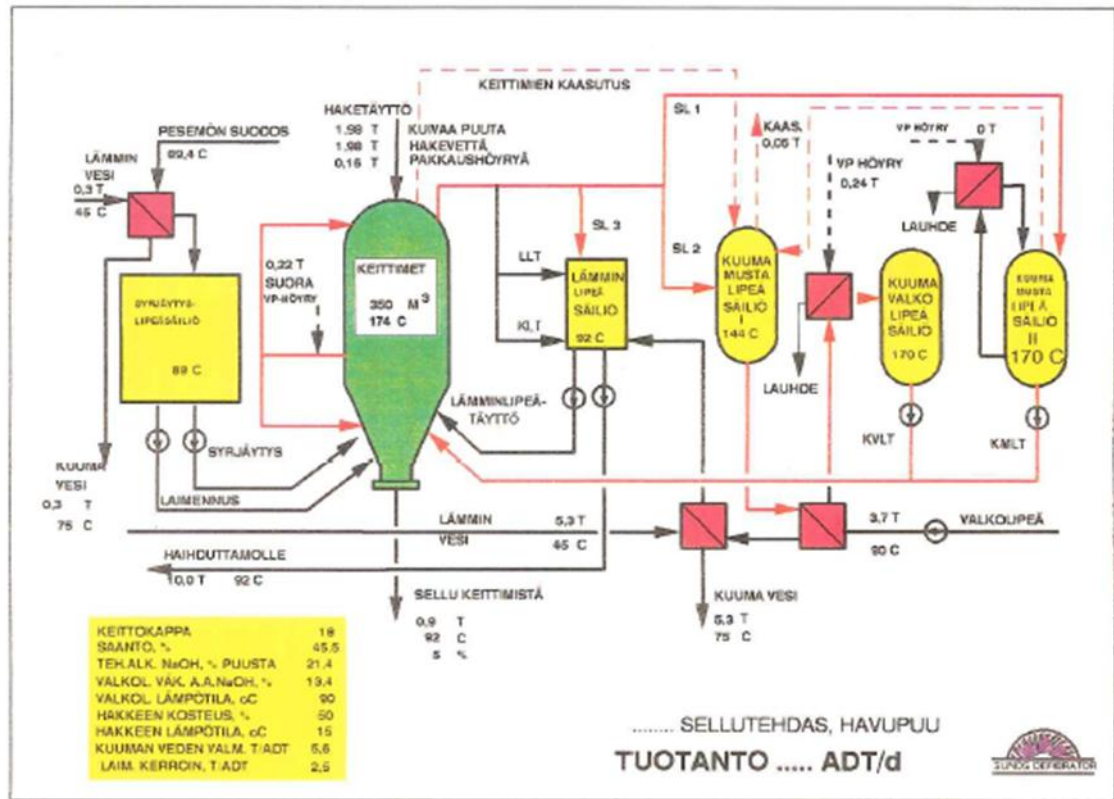 KEITTIMIEN KAASUTUS
HAKETÄYTTÖ
1,98 T KUIVAA PUUTA
1,98 T HAKEVETTÄ
0,16 T PAKKAUSHÖYRYÄ
PESEMÖN SUODOS
89,4 C
LÄMMIN
VESI
0,3 T
45 C
SL 1
KAAS.
0,05 T
VP HÖYRY
0 T
VP HÖYRY
0,24 T
LAUHDE
SL 3
SL 2
LLT
KLT
0,22 T
SUORA
VP-HÖYRY
KEITTIMET
350 M3
174 C
LÄMMIN
LIPEÄ
SÄILIÖ
92 C
KUUMA
MUSTA
LIPEÄ
SÄILIÖ
I
144 C
KUUMA
VALKO
LIPEÄ
SÄILIÖ
170 C
KUUMA
MUSTA
LIPEÄ
SÄILIÖ
II
170 C
SYRJÄYTYS-
LIPEÄSÄILIÖ
89 C
LAUHDE
LÄMMINLIPEÄ-
TÄYTTÖ
KVLT
KMLT
SYRJÄYTYS
LAIMENNUS
KUUMA
VESI
0,3 T
75 C
LÄMMIN
VESI
5,3 T
45 C
3,7 T
90 C
VALKOLIPEÄ
HAIHDUTTAMOLLE
10,0 T 92 C
SELLU KEITTIMISTÄ
0,9 T
92 C
5 %
KUUMA VESI
5,3 T
75 C
KEITTOKAPPA 18
SAANTO, % 45,5
TEH.ALK. NaOH, % PUUSTA 21,4
VALKOL. VÄK. A.A.NaOH, % 13,4
VALKOL. LÄMPÖTILA, oC 90
HAKKEEN KOSTEUS, % 50
HAKKEEN LÄMPÖTILA, oC 15
KUUMAN VEDEN VALM. T/ADT 5,6
LAIM. KERROIN, T/ADT 2,5
........ SELLUTEHDAS, HAVUPUU
TUOTANTO ..... ADT/d
SUNDS DEFIBRATOR